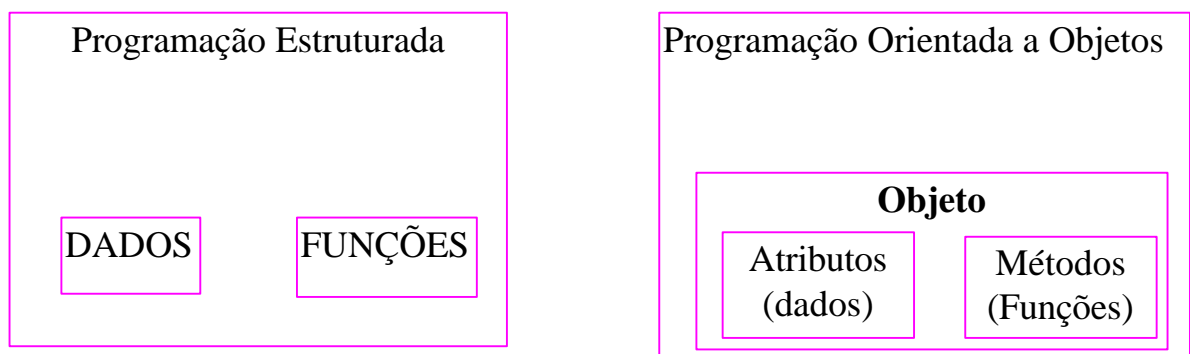 Programação Estruturada
DADOS
FUNÇÕES
Programação Orientada a Objetos
Objeto
Atributos
(dados)
Métodos
(Funções)